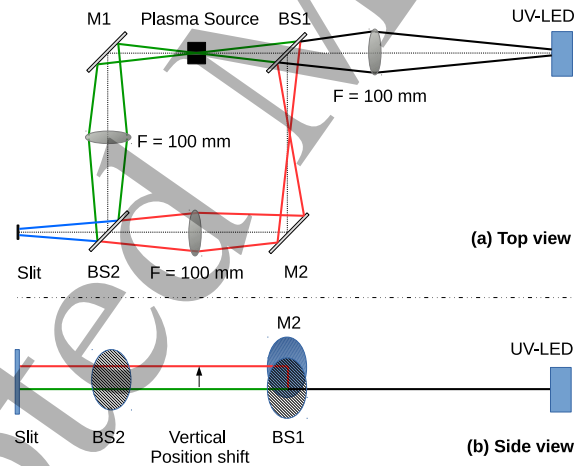 M1 Plasma Source BS1 UV-LED
F = 100 mm
F = 100 mm
(a) Top view
Slit BS2 F = 100 mm M2
M2
UV-LED
Slit BS2 Vertical BS1
Position shift
(b) Side view